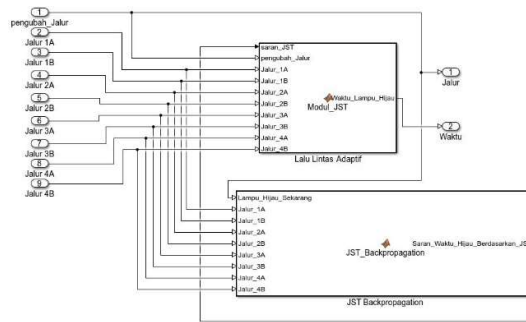 1
pengubah_Jalur
2
Jalur 1A
3
Jalur 1B
4
Jalur 2A
5
Jalur 2B
6
Jalur 3A
7
Jalur 3B
8
Jalur 4A
9
Jalur 4B
saran_JST
pengubah_Jalur
Jalur_1A
Jalur_1B
Jalur_2A
Jalur_2B
Jalur_3A
Jalur_3B
Jalur_4A
Jalur_4B
Waktu_Lampu_Hijau
Modul_JST
Lalu Lintas Adaptif
1
Jalur
2
Waktu
Lampu_Hijau_Sekarang
Jalur_1A
Jalur_1B
Jalur_2A
Jalur_2B
Jalur_3A
Jalur_3B
Jalur_4A
Jalur_4B
Saran_Waktu_Hijau_Berdasarkan_JS
JST_Backpropagation
JST Backpropagation